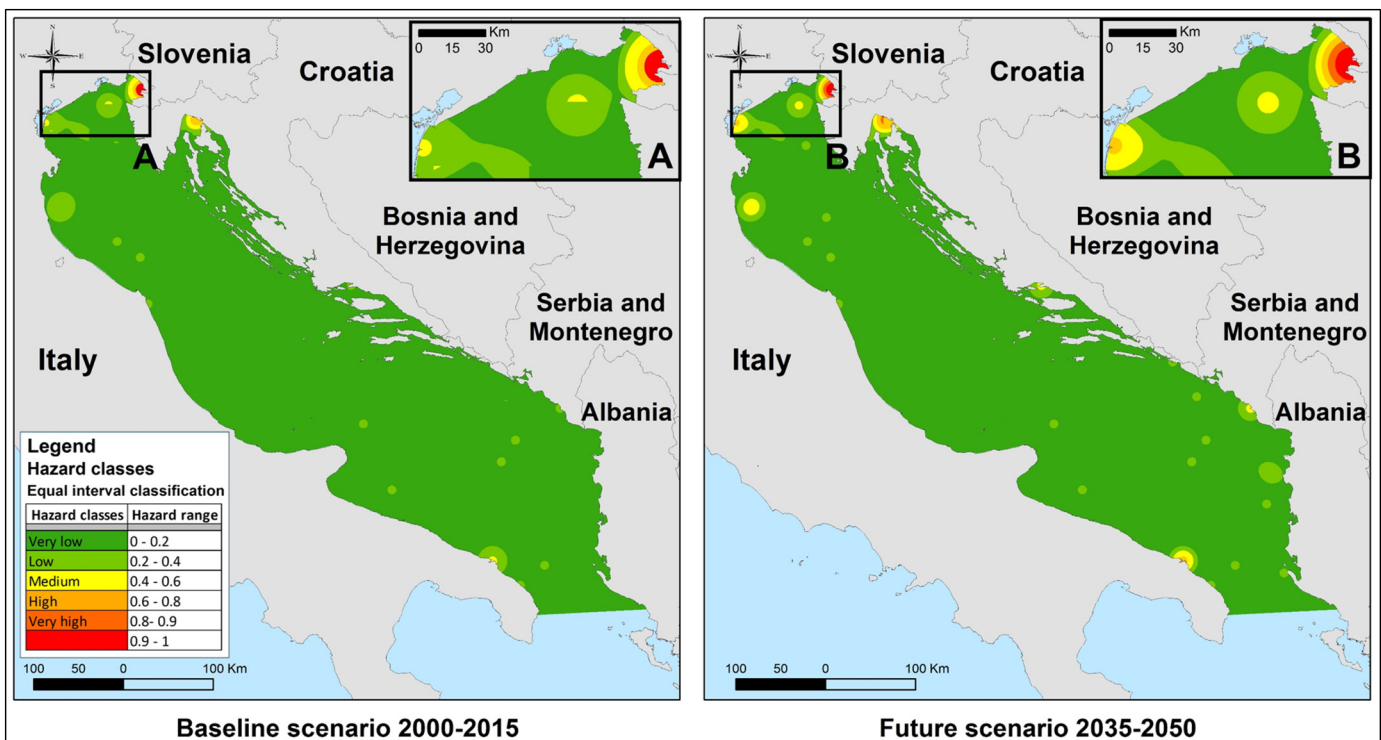 N
W
E
S
Slovenia
Croatia
Km
0 15 30
A
A
Bosnia and
Herzegovina
Serbia and
Montenegro
Italy
Albania
Legend
Hazard classes
Equal interval classification
Hazard classes Hazard range
Very low 0 - 0.2
Low 0.2 - 0.4
Medium 0.4 - 0.6
High 0.6 - 0.8
Very high 0.8- 0.9
0.9 - 1
100 50 0 100 Km
Baseline scenario 2000-2015
N
W
E
S
Slovenia
Croatia
Km
0 15 30
B
B
Bosnia and
Herzegovina
Serbia and
Montenegro
Italy
Albania
100 50 0 100 Km
Future scenario 2035-2050